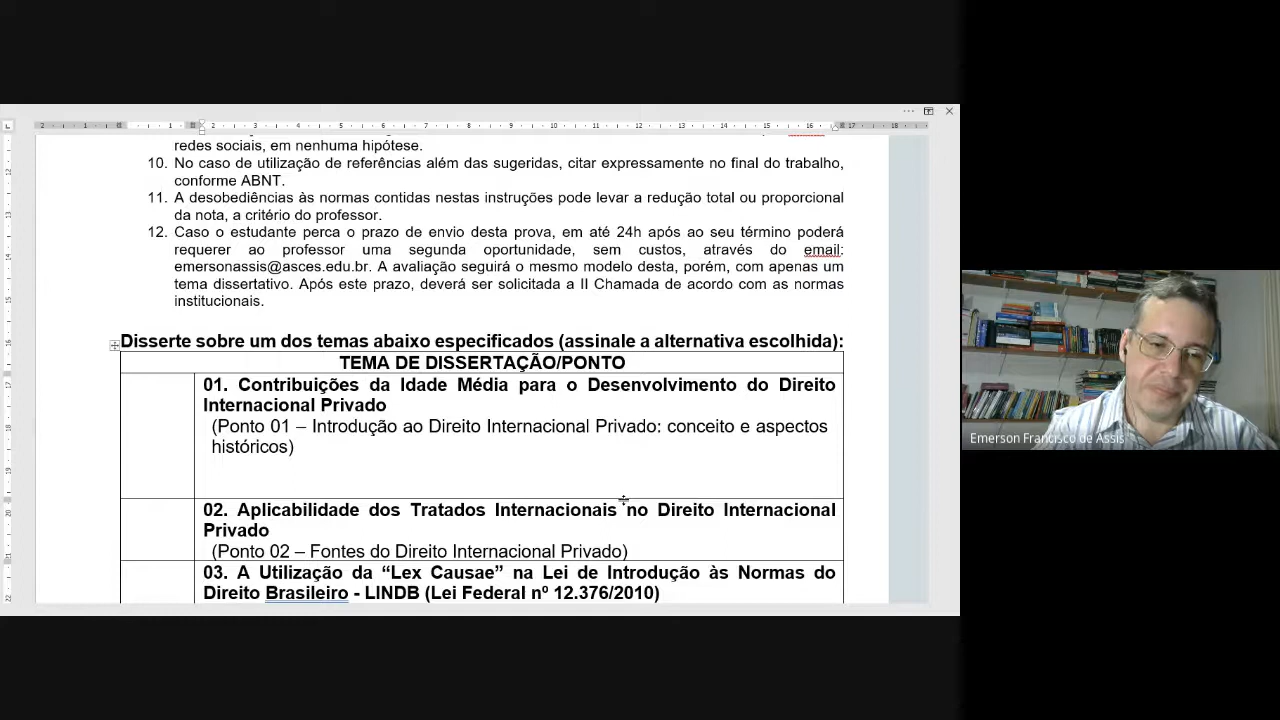 redes sociais, em nenhuma hipótese.
10. No caso de utilização de referências além das sugeridas, citar expressamente no final do trabalho,
conforme ABNT.
11. A desobediências às normas contidas nestas instruções pode levar a redução total ou proporcional
da nota, a critério do professor.
12. Caso o estudante perca o prazo de envio desta prova, em até 24h após ao seu término poderá
requerer ao professor uma segunda oportunidade, sem custos, através do email:
emersonassis@asces.edu.br. A avaliação seguirá o mesmo modelo desta, porém, com apenas um
tema dissertativo. Após este prazo, deverá ser solicitada a II Chamada de acordo com as normas
institucionais.
Disserte sobre um dos temas abaixo especificados (assinale a alternativa escolhida):
TEMA DE DISSERTAÇÃO/PONTO
01. Contribuições da Idade Média para o Desenvolvimento do Direito
Internacional Privado
(Ponto 01 – Introdução ao Direito Internacional Privado: conceito e aspectos
históricos)
02. Aplicabilidade dos Tratados Internacionais no Direito Internacional
Privado
(Ponto 02 – Fontes do Direito Internacional Privado)
03. A Utilização da “Lex Causae” na Lei de Introdução às Normas do
Direito Brasileiro - LINDB (Lei Federal nº 12.376/2010)
Emerson Francisco de Assis